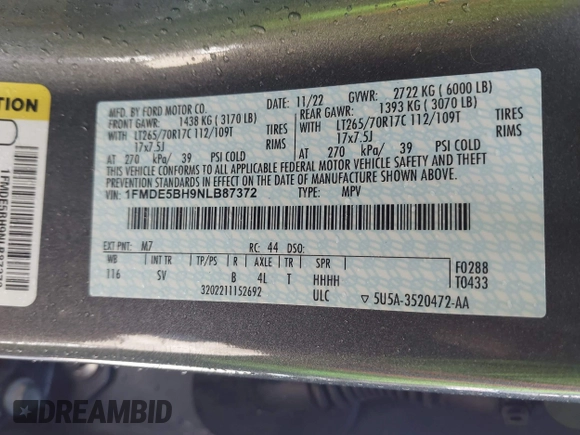 TION
1FMDE5BH9NLB87372
MFD. BY FORD MOTOR CO. 11/22 GVWR: 2722 KG (6000 LB)
FRONT GAWR: 1438 KG (3170 LB) REAR GAWR: 1393 KG (3070 LB)
WITH LT265/70R17C 112/109T TIRES WITH LT265/70R17C 112/109T TIRES
17x7.5J RIMS 17x7.5J RIMS
AT 270 kPa/ 39 PSI COLD AT 270 kPa/ 39 PSI COLD
THIS VEHICLE CONFORMS TO ALL APPLICABLE FEDERAL MOTOR VEHICLE SAFETY AND THEFT
PREVENTION STANDARDS IN EFFECT ON THE DATE OF MANUFACTURE SHOWN ABOVE.
VIN: 1FMDE5BH9NLB87372 TYPE: MPV
EXT PNT: M7 RC: 44 DSO:
WB INT TR TP/PS R AXLE TR SPR F0288
116 SV B 4L T HHHH T0433
3202211152692 ULC ▽ 5U5A-3520472-AA
DREAMBID